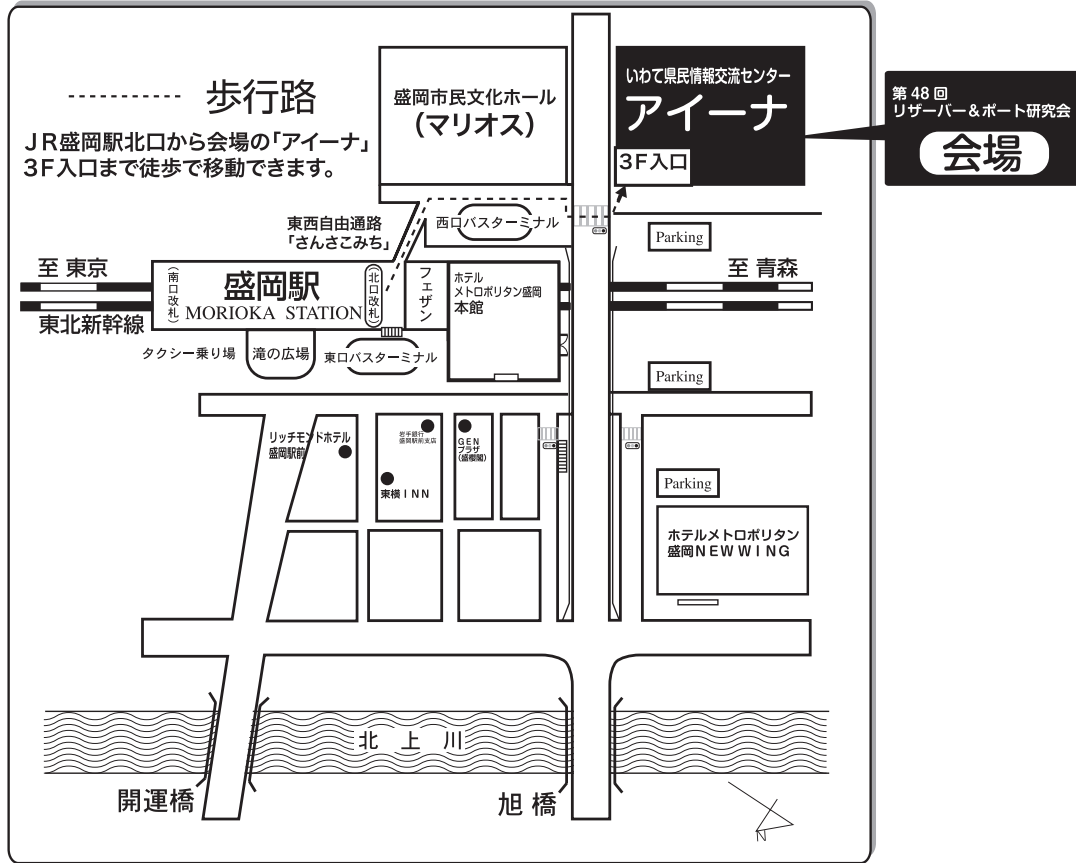 歩行路
JR盛岡駅北口から会場の「アイーナ」
3F入口まで徒歩で移動できます。
盛岡市民文化ホール
(マリオス)
いわて県民情報交流センター
アイーナ
3F入口
第48回
リザーバー&ポート研究会
会場
東西自由通路
「さんさこみち」
西口バスターミナル
Parking
至 東京
至 青森
東北新幹線
(南口改札)
盛岡駅
MORIOKA STATION
(北口改札)
フェザン
ホテル
メトロポリタン盛岡
本館
タクシー乗り場
滝の広場
東口バスターミナル
Parking
リッチモンドホテル
盛岡駅前
岩手銀行
盛岡駅前支店
東横INN
GEN
プラザ
(盛櫻閣)
Parking
ホテルメトロポリタン
盛岡NEW WING
北上川
開運橋
旭橋
N